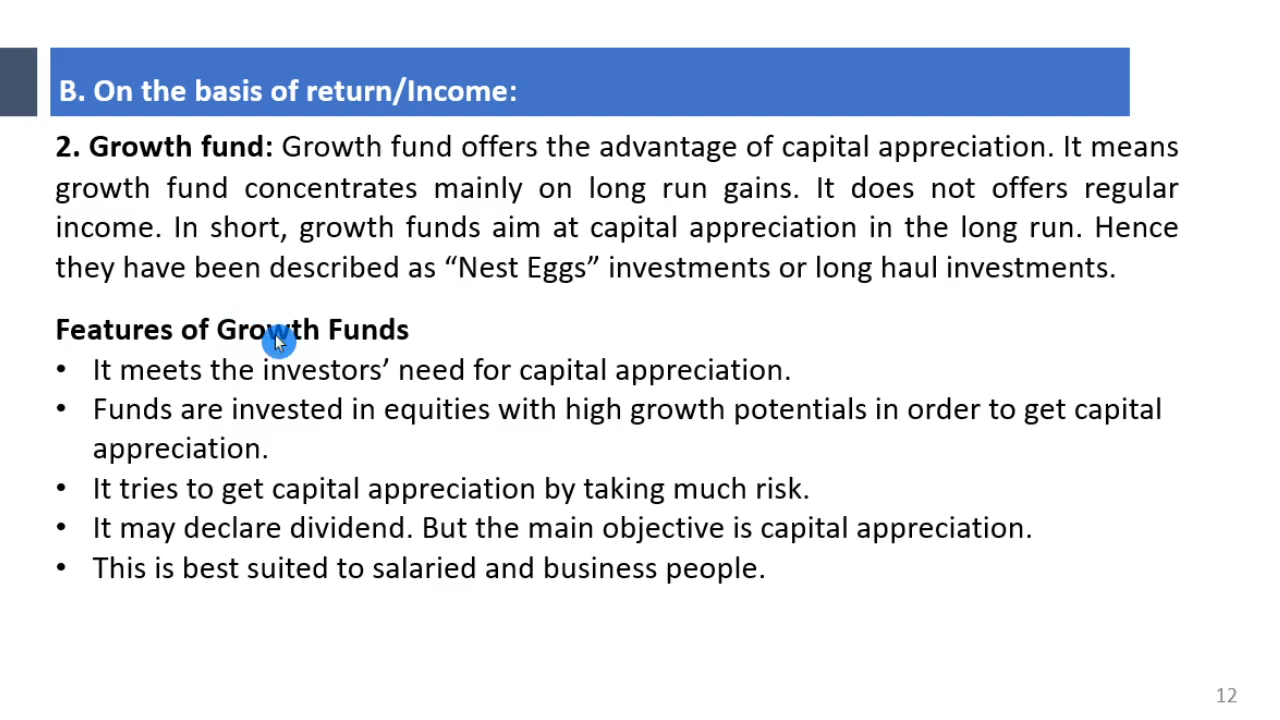 B. On the basis of return/Income:
2. Growth fund: Growth fund offers the advantage of capital appreciation. It means
growth fund concentrates mainly on long run gains. It does not offers regular
income. In short, growth funds aim at capital appreciation in the long run. Hence
they have been described as “Nest Eggs” investments or long haul investments.
Features of Growth Funds
• It meets the investors’ need for capital appreciation.
• Funds are invested in equities with high growth potentials in order to get capital
appreciation.
• It tries to get capital appreciation by taking much risk.
• It may declare dividend. But the main objective is capital appreciation.
• This is best suited to salaried and business people.
12